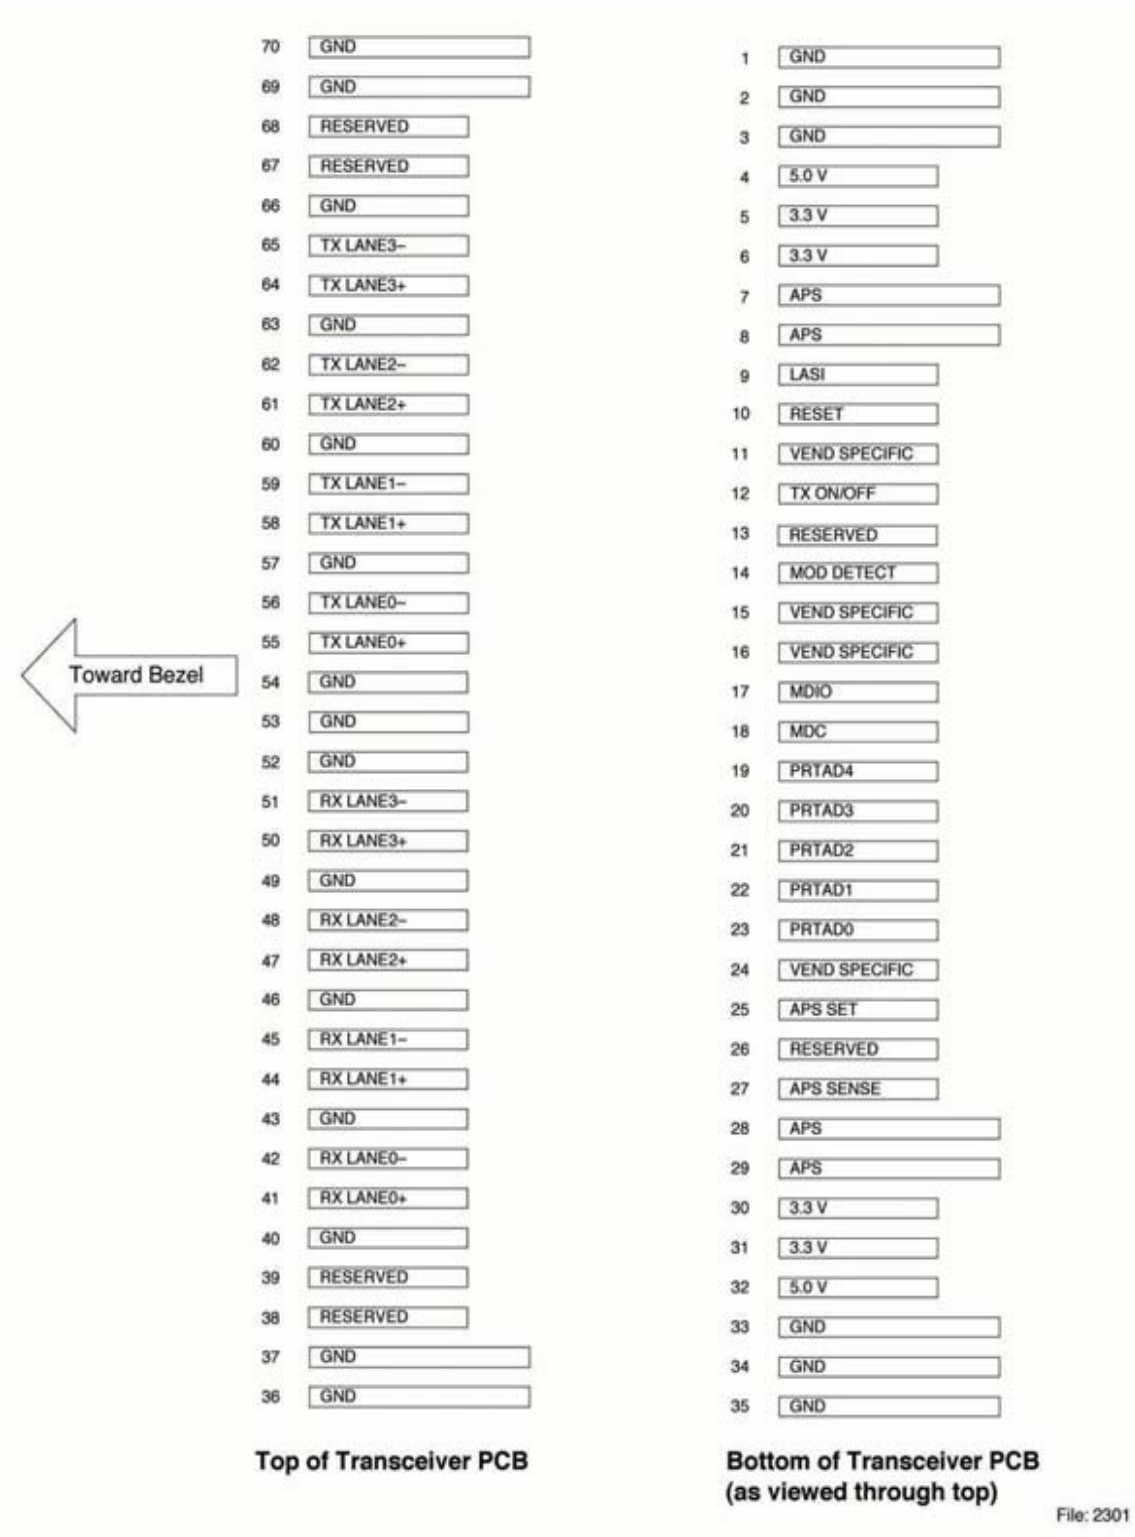 70 GND
69 GND
68 RESERVED
67 RESERVED
66 GND
65 TX LANE3–
64 TX LANE3+
63 GND
62 TX LANE2–
61 TX LANE2+
60 GND
59 TX LANE1–
58 TX LANE1+
57 GND
56 TX LANE0–
55 TX LANE0+
54 GND
53 GND
52 GND
51 RX LANE3–
50 RX LANE3+
49 GND
48 RX LANE2–
47 RX LANE2+
46 GND
45 RX LANE1–
44 RX LANE1+
43 GND
42 RX LANE0–
41 RX LANE0+
40 GND
39 RESERVED
38 RESERVED
37 GND
36 GND
Toward Bezel
Top of Transceiver PCB
1 GND
2 GND
3 GND
4 5.0 V
5 3.3 V
6 3.3 V
7 APS
8 APS
9 LASI
10 RESET
11 VEND SPECIFIC
12 TX ON/OFF
13 RESERVED
14 MOD DETECT
15 VEND SPECIFIC
16 VEND SPECIFIC
17 MDIO
18 MDC
19 PRTAD4
20 PRTAD3
21 PRTAD2
22 PRTAD1
23 PRTAD0
24 VEND SPECIFIC
25 APS SET
26 RESERVED
27 APS SENSE
28 APS
29 APS
30 3.3 V
31 3.3 V
32 5.0 V
33 GND
34 GND
35 GND
Bottom of Transceiver PCB
(as viewed through top)
File: 2301